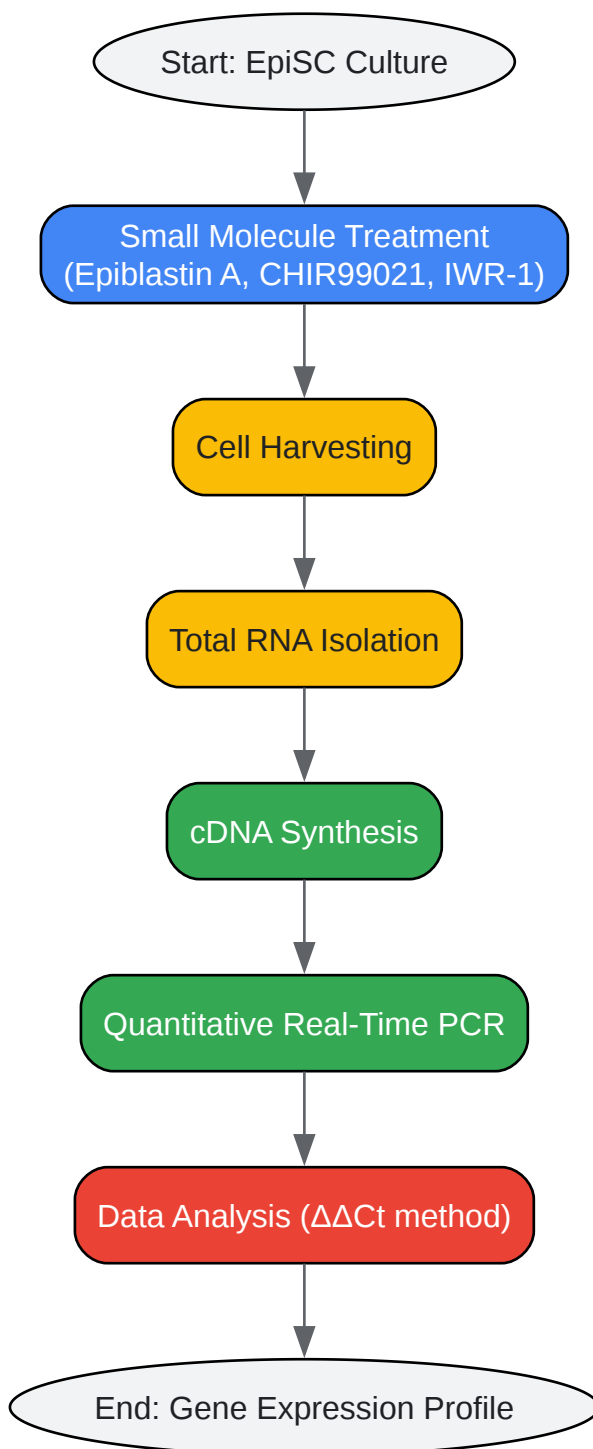 Start: EpiSC Culture
Small Molecule Treatment
(Epiblastin A, CHIR99021, IWR-1)
Cell Harvesting
Total RNA Isolation
cDNA Synthesis
Quantitative Real-Time PCR
Data Analysis (ΔΔCt method)
End: Gene Expression Profile